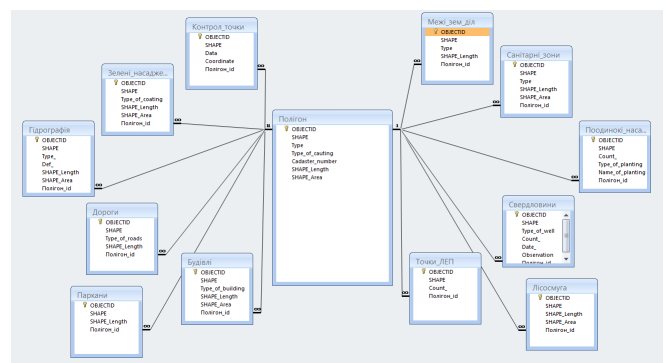 Контрол_точки
OBJECTID
SHAPE
Data
Coordinate
Полігон_id
Межі_зем_діл
OBJECTID
SHAPE
Type
SHAPE_Length
Полігон_id
Зелені_насадже...
OBJECTID
SHAPE
Type_of_coating
SHAPE_Length
SHAPE_Area
Полігон_id
Санітарні_зони
OBJECTID
SHAPE
Type
SHAPE_Length
SHAPE_Area
Полігон_id
Полігон
OBJECTID
SHAPE
Type
Type_of_cauting
Cadaster_number
SHAPE_Length
SHAPE_Area
Гідрографія
OBJECTID
SHAPE
Type_
Def_
SHAPE_Length
SHAPE_Area
Полігон_id
Поодинокі_наса...
OBJECTID
SHAPE
Count_
Type_of_planting
Name_of_planting
Полігон_id
Дороги
OBJECTID
SHAPE
Type_of_roads
SHAPE_Length
Полігон_id
Свердловини
OBJECTID
SHAPE
Type_of_well
Count_
Date_
Observation
Полігон_id
Будівлі
OBJECTID
SHAPE
Type_of_building
SHAPE_Length
SHAPE_Area
Полігон_id
Точки_ЛЕП
OBJECTID
SHAPE
Count_
Полігон_id
Паркани
OBJECTID
SHAPE
SHAPE_Length
Полігон_id
Лісосмуга
OBJECTID
SHAPE
SHAPE_Length
SHAPE_Area
Полігон_id